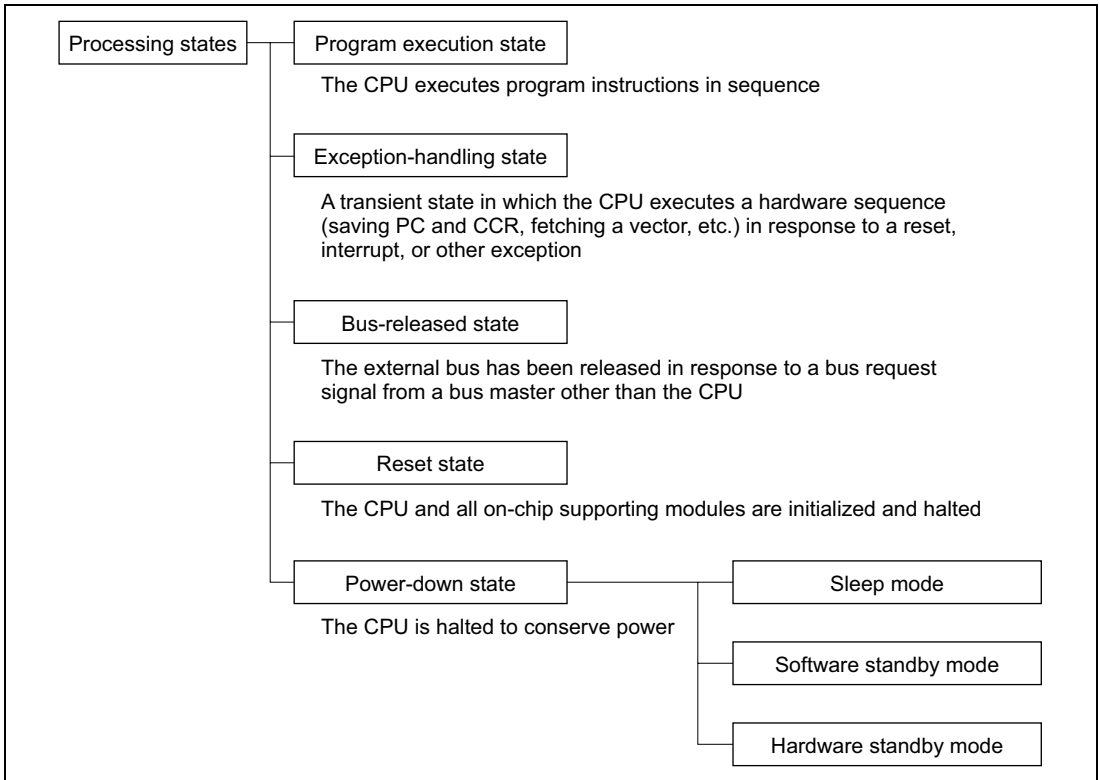 Processing states
Program execution state
The CPU executes program instructions in sequence
Exception-handling state
A transient state in which the CPU executes a hardware sequence
(saving PC and CCR, fetching a vector, etc.) in response to a reset,
interrupt, or other exception
Bus-released state
The external bus has been released in response to a bus request
signal from a bus master other than the CPU
Reset state
The CPU and all on-chip supporting modules are initialized and halted
Power-down state
Sleep mode
The CPU is halted to conserve power
Software standby mode
Hardware standby mode